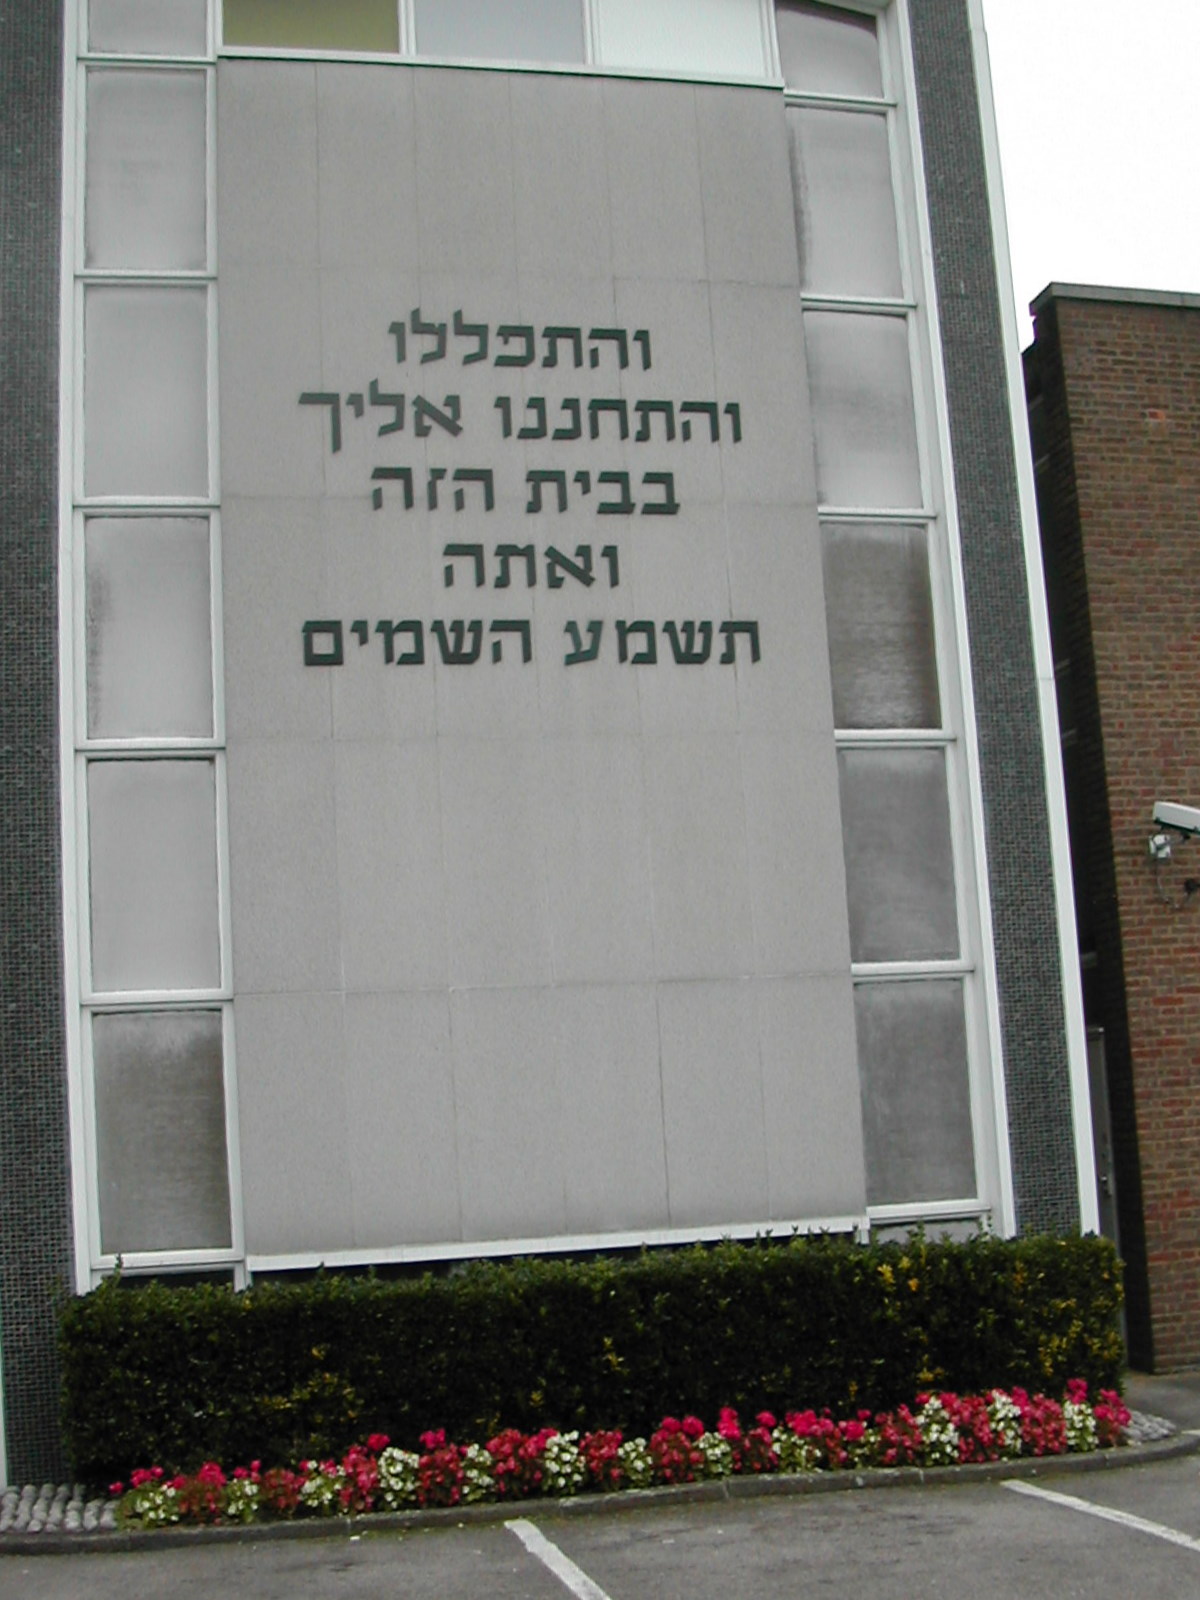 והתפללו
והתחננו אליך
בבית הזה
ואתה
תשמע השמים